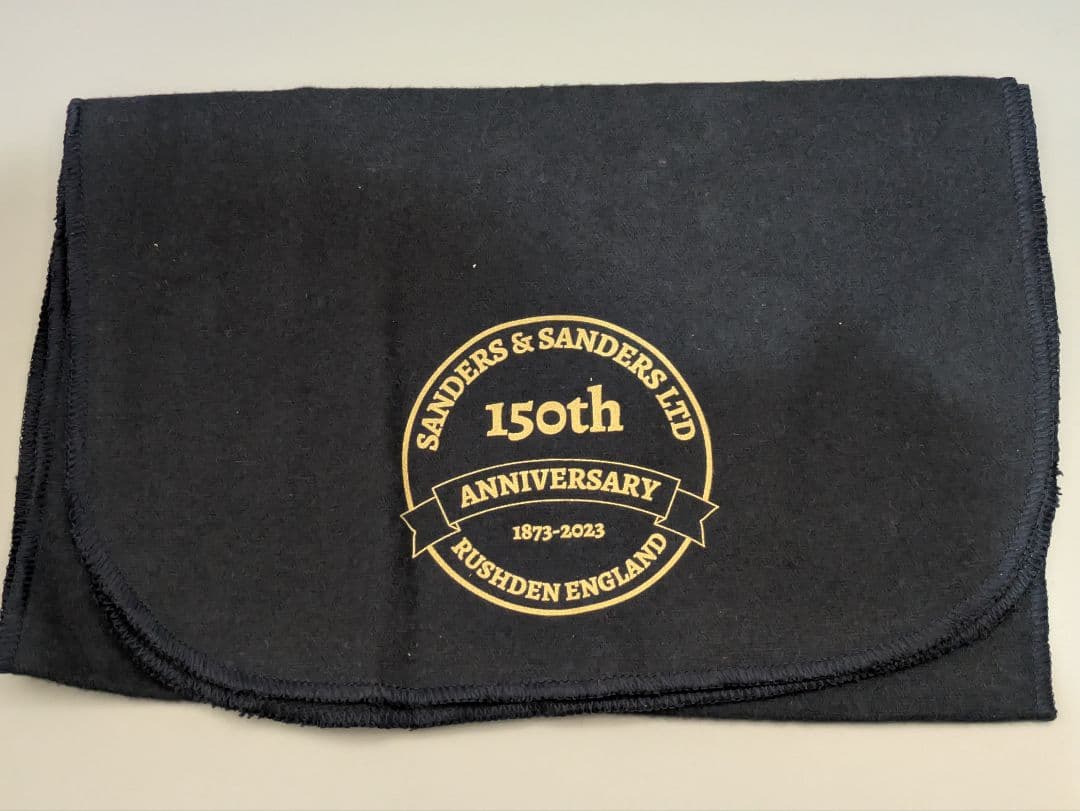 SANDERS & SANDERS LTD
150th
ANNIVERSARY
1873-2023
RUSHDEN ENGLAND